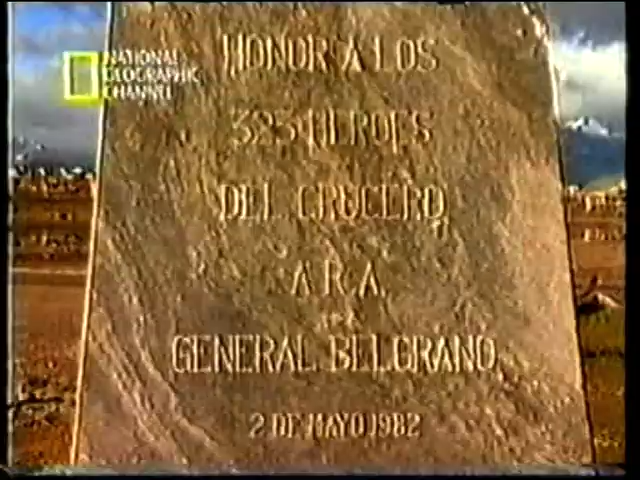 NATIONAL
GEOGRAPHIC
CHANNEL
HONOR A LOS
323 HEROES
DEL CRUCERO
A.R.A.
GENERAL BELGRANO
2 DE MAYO 1982